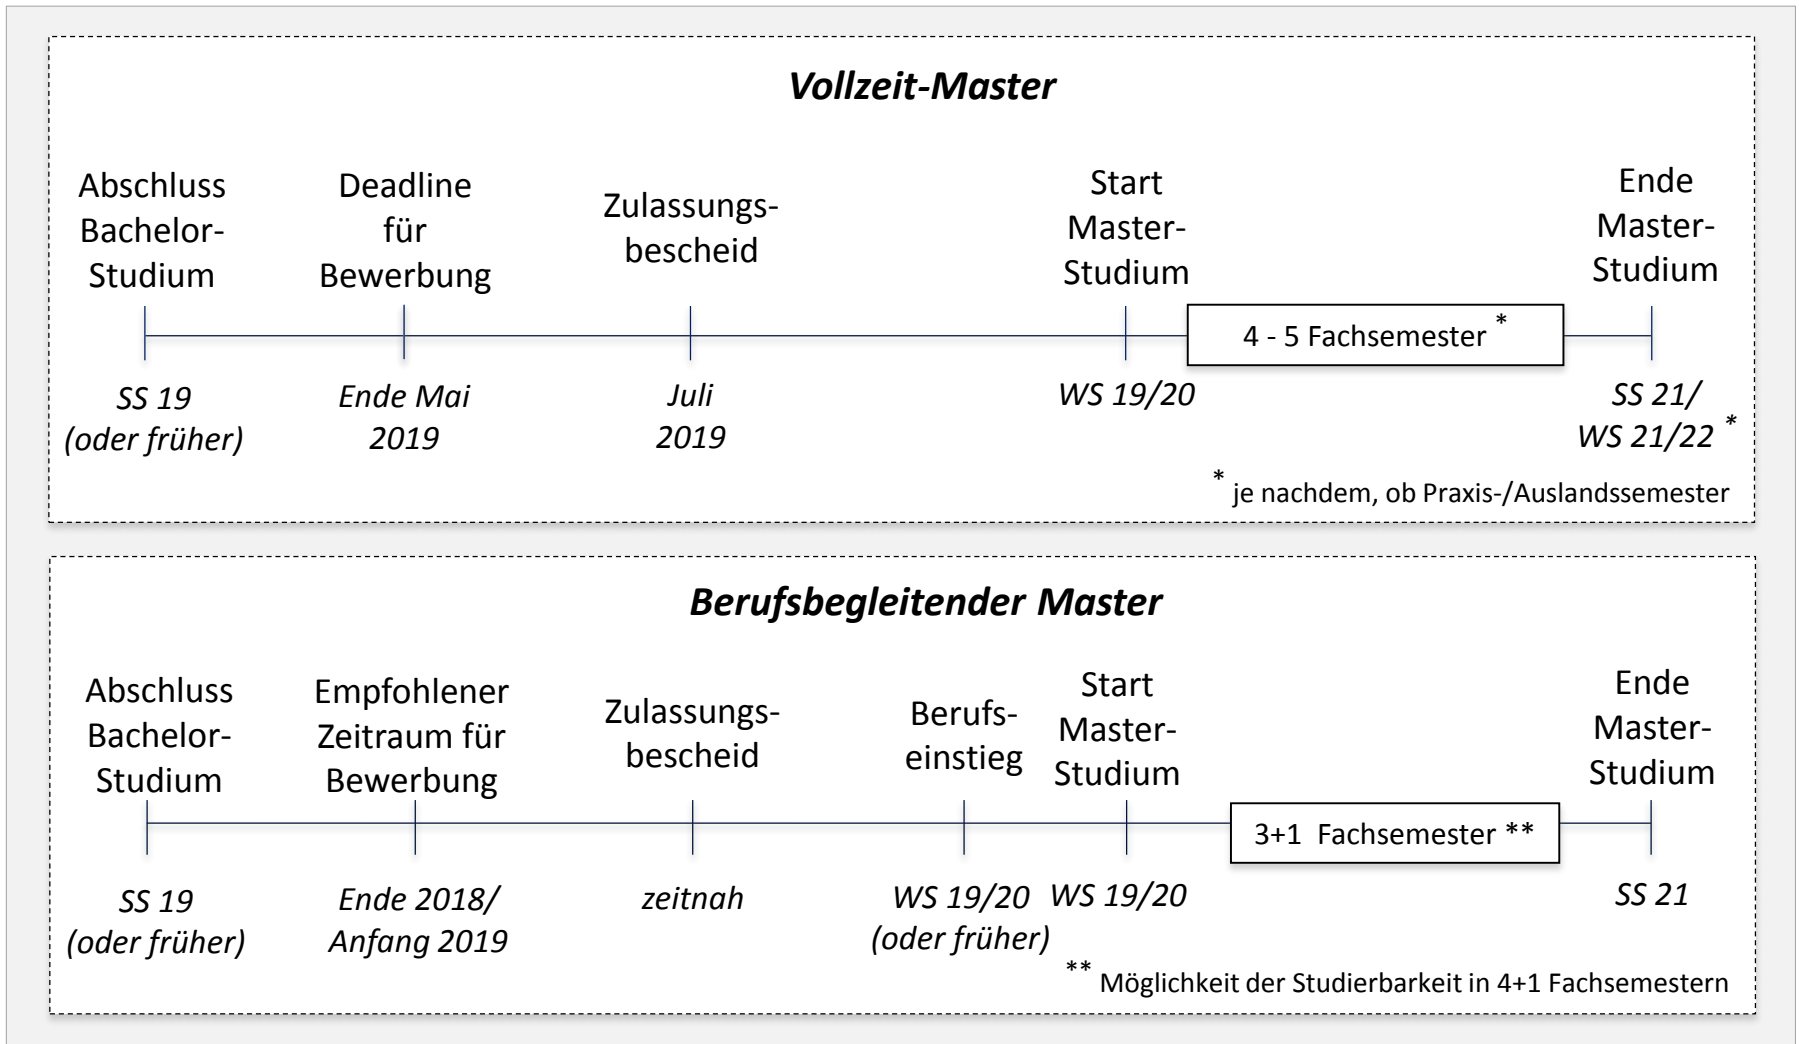 Vollzeit-Master
Abschluss
Bachelor-
Studium
Deadline
für
Bewerbung
Zulassungs-
bescheid
Start
Master-
Studium
Ende
Master-
Studium
4 - 5 Fachsemester *
SS 19
(oder früher)
Ende Mai
2019
Juli
2019
WS 19/20
SS 21/
WS 21/22 *
* je nachdem, ob Praxis-/Auslandssemester
Berufsbegleitender Master
Abschluss
Bachelor-
Studium
Empfohlener
Zeitraum für
Bewerbung
Zulassungs-
bescheid
Berufs-
einstieg
Start
Master-
Studium
Ende
Master-
Studium
3+1 Fachsemester **
SS 19
(oder früher)
Ende 2018/
Anfang 2019
zeitnah
WS 19/20
(oder früher)
WS 19/20
SS 21
** Möglichkeit der Studierbarkeit in 4+1 Fachsemestern